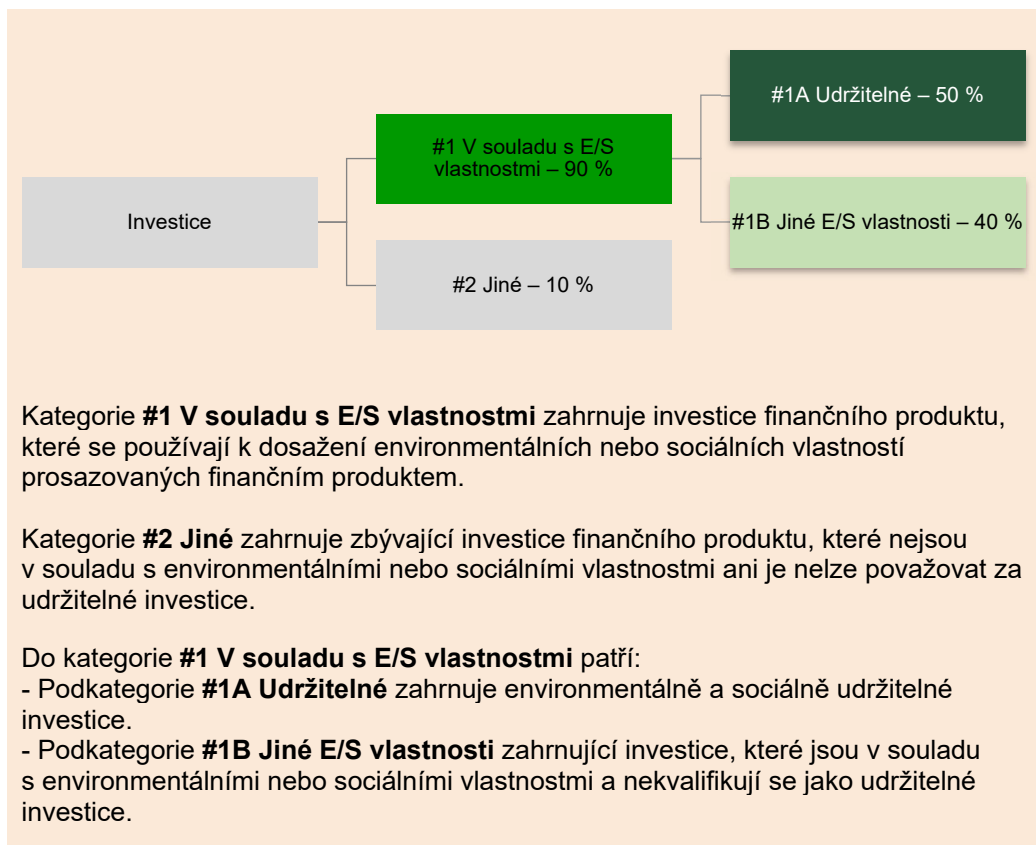 #1A Udržitelné – 50 %
#1 V souladu s E/S
vlastnostmi – 90 %
Investice
#1B Jiné E/S vlastnosti – 40 %
#2 Jiné – 10 %
Kategorie #1 V souladu s E/S vlastnostmi zahrnuje investice finančního produktu,
které se používají k dosažení environmentálních nebo sociálních vlastností
prosazovaných finančním produktem.
Kategorie #2 Jiné zahrnuje zbývající investice finančního produktu, které nejsou
v souladu s environmentálními nebo sociálními vlastnostmi ani je nelze považovat za
udržitelné investice.
Do kategorie #1 V souladu s E/S vlastnostmi patří:
- Podkategorie #1A Udržitelné zahrnuje environmentálně a sociálně udržitelné
investice.
- Podkategorie #1B Jiné E/S vlastnosti zahrnující investice, které jsou v souladu
s environmentálními nebo sociálními vlastnostmi a nekvalifikují se jako udržitelné
investice.